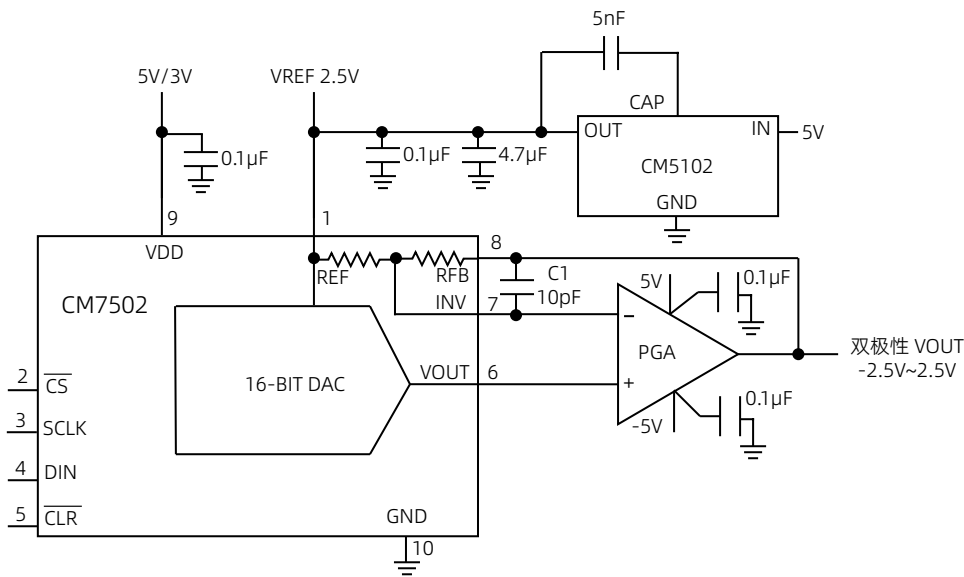 5nF
5V/3V
VREF 2.5V
CAP
OUT
IN
5V
0.1μF
0.1μF
4.7μF
CM5102
GND
9
1
VDD
8
REF
RFB
C1
10pF
5V
0.1μF
CM7502
INV
7
PGA
−
+
双极性 VOUT
-2.5V~2.5V
16-BIT DAC
VOUT
6
2
CS
0.1μF
-5V
3
SCLK
4
DIN
5
CLR
GND
10